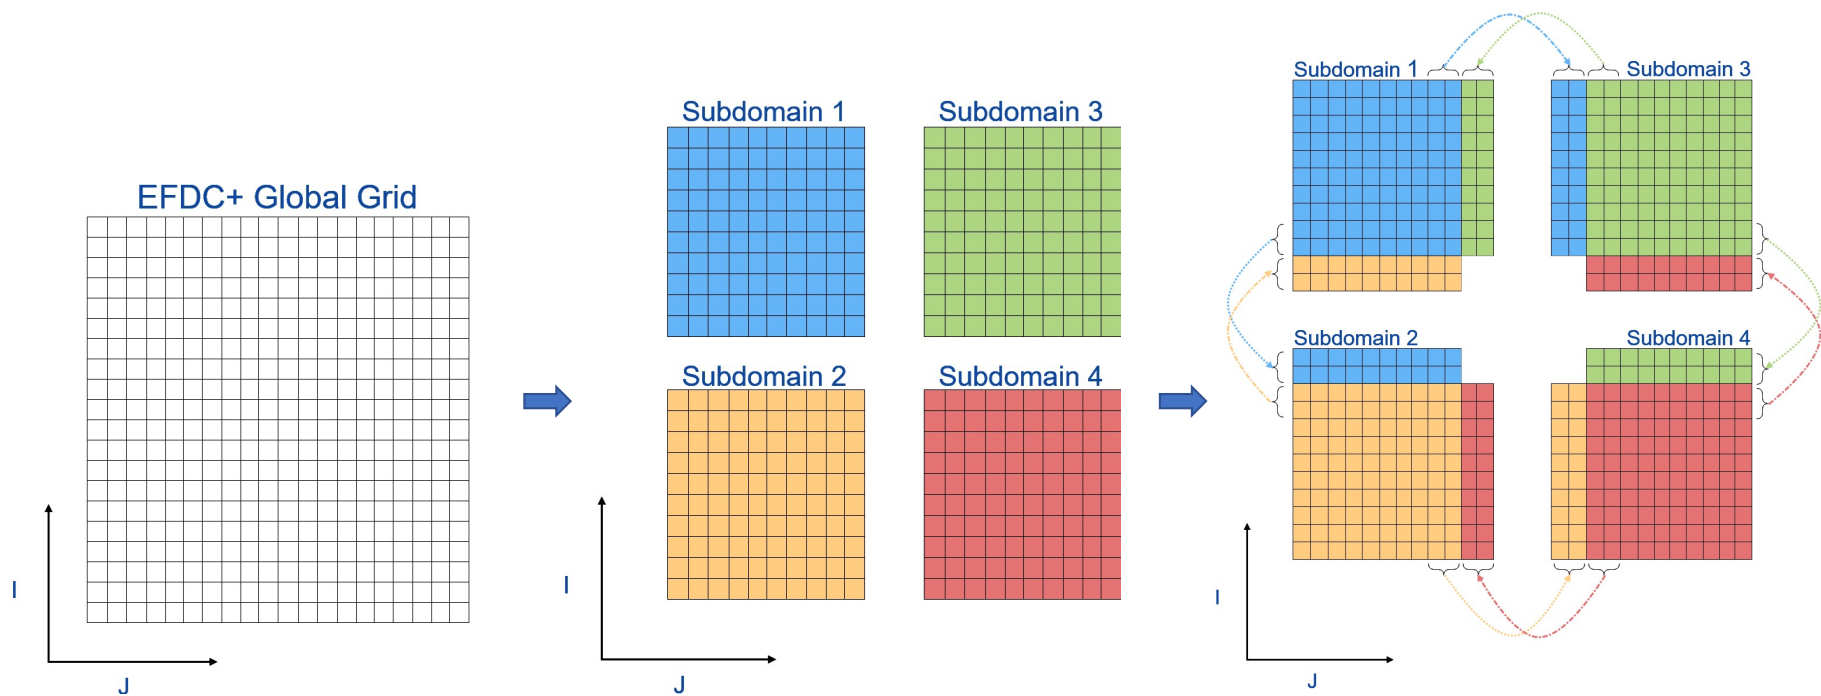 EFDC+ Global Grid
I
J
Subdomain 1
Subdomain 3
Subdomain 2
Subdomain 4
I
J
Subdomain 1
Subdomain 3
Subdomain 2
Subdomain 4
I
J